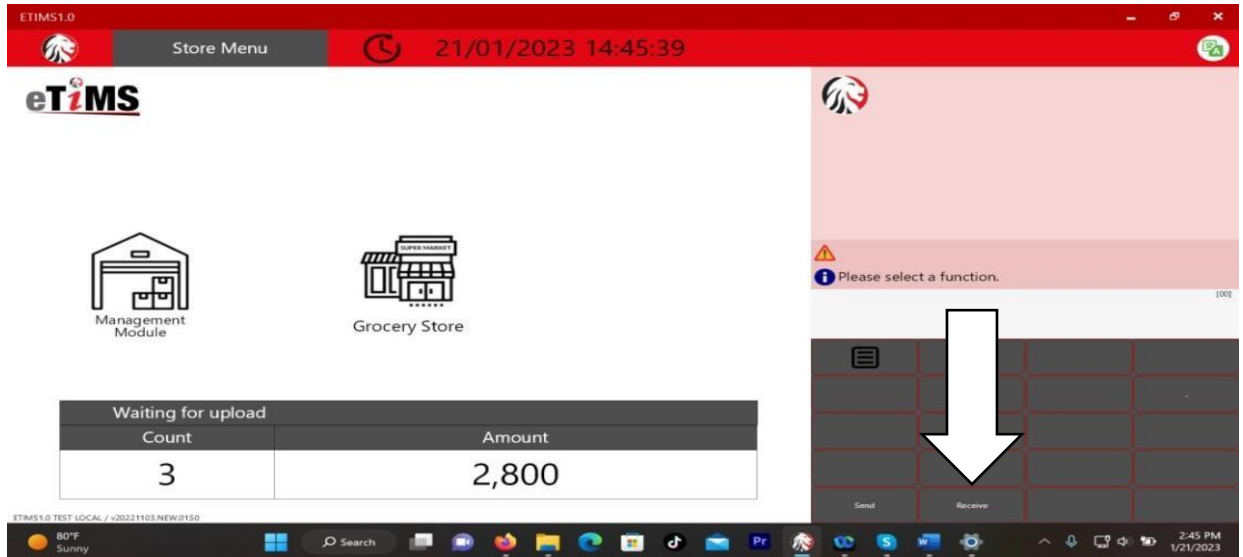 ETIMS1.0
Store Menu
21/01/2023 14:45:39
eTiMS
SUPER MARKET
Management
Module
Grocery Store
Please select a function.
[00]
Waiting for upload
Count
Amount
3
2,800
.
Send
Receive
ETIMS1.0 TEST LOCAL / v20221103.NEW.0150
80°F
Sunny
Search
Pr
2:45 PM
1/21/2023